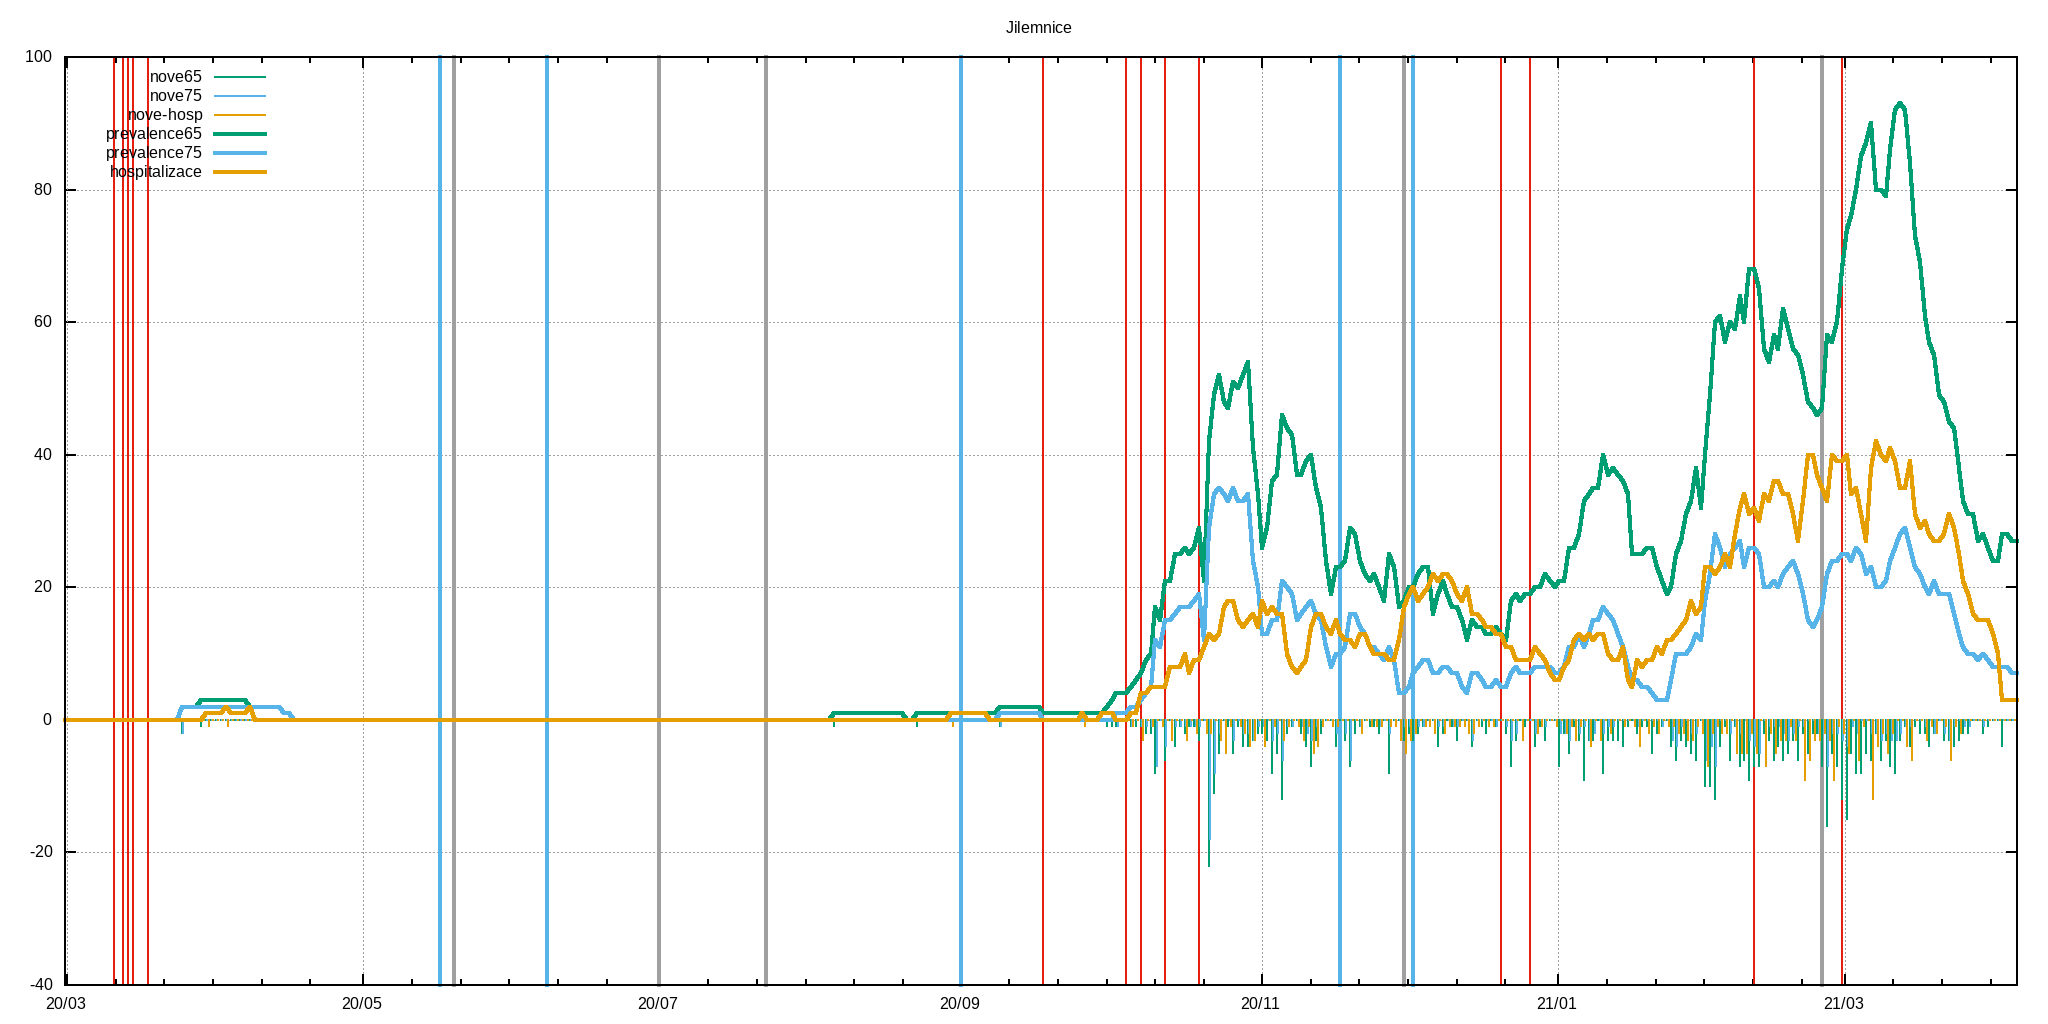 Jilemnice
100
nove65
nove75
nove-hosp
prevalence65
prevalence75
hospitalizace
80
60
40
20
0
-20
-40
20/03 20/05 20/07 20/09 20/11 21/01 21/03